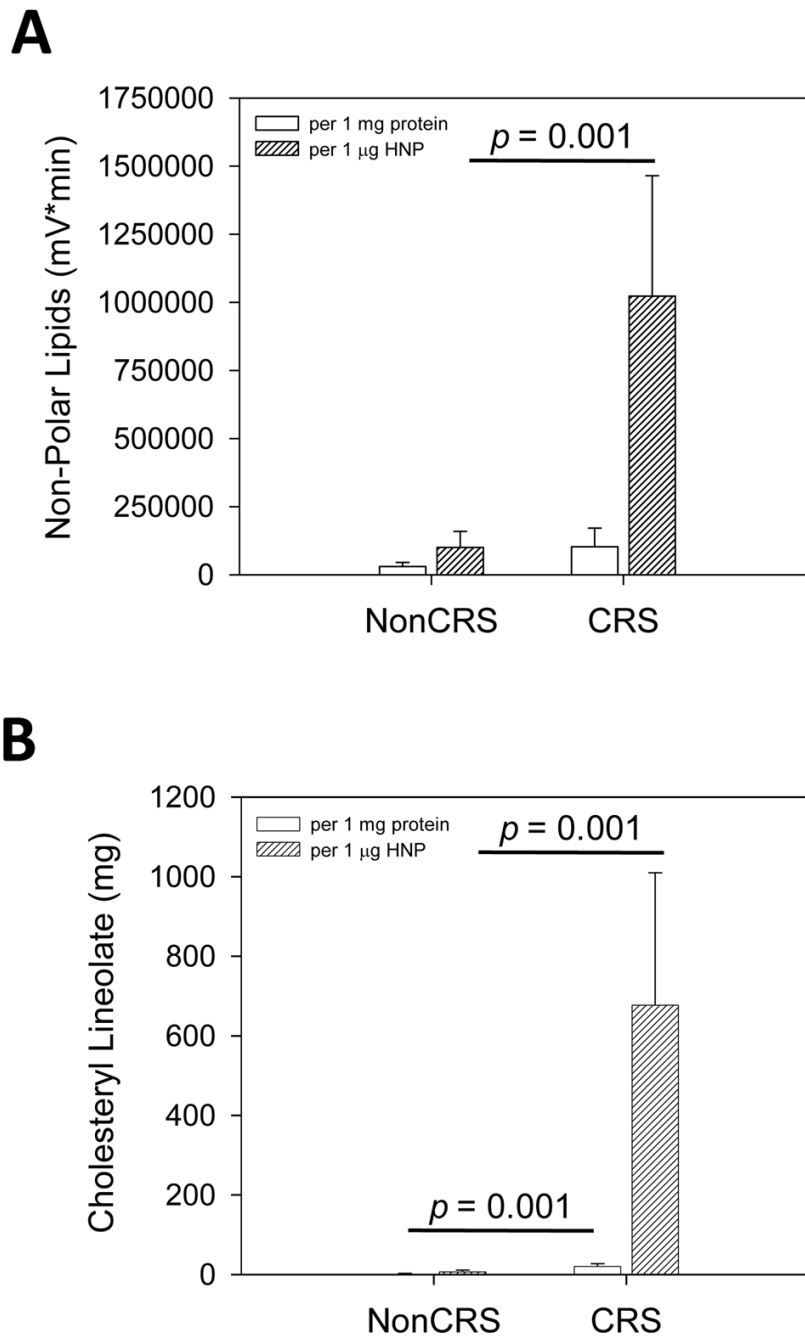 A
1750000
per 1 mg protein
per 1 μg HNP
p = 0.001
1500000
1250000
1000000
750000
500000
250000
0
Non-Polar Lipids (mV*min)
NonCRS
CRS
B
1200
per 1 mg protein
per 1 μg HNP
p = 0.001
1000
800
600
400
200
0
p = 0.001
Cholesteryl Lineolate (mg)
NonCRS
CRS